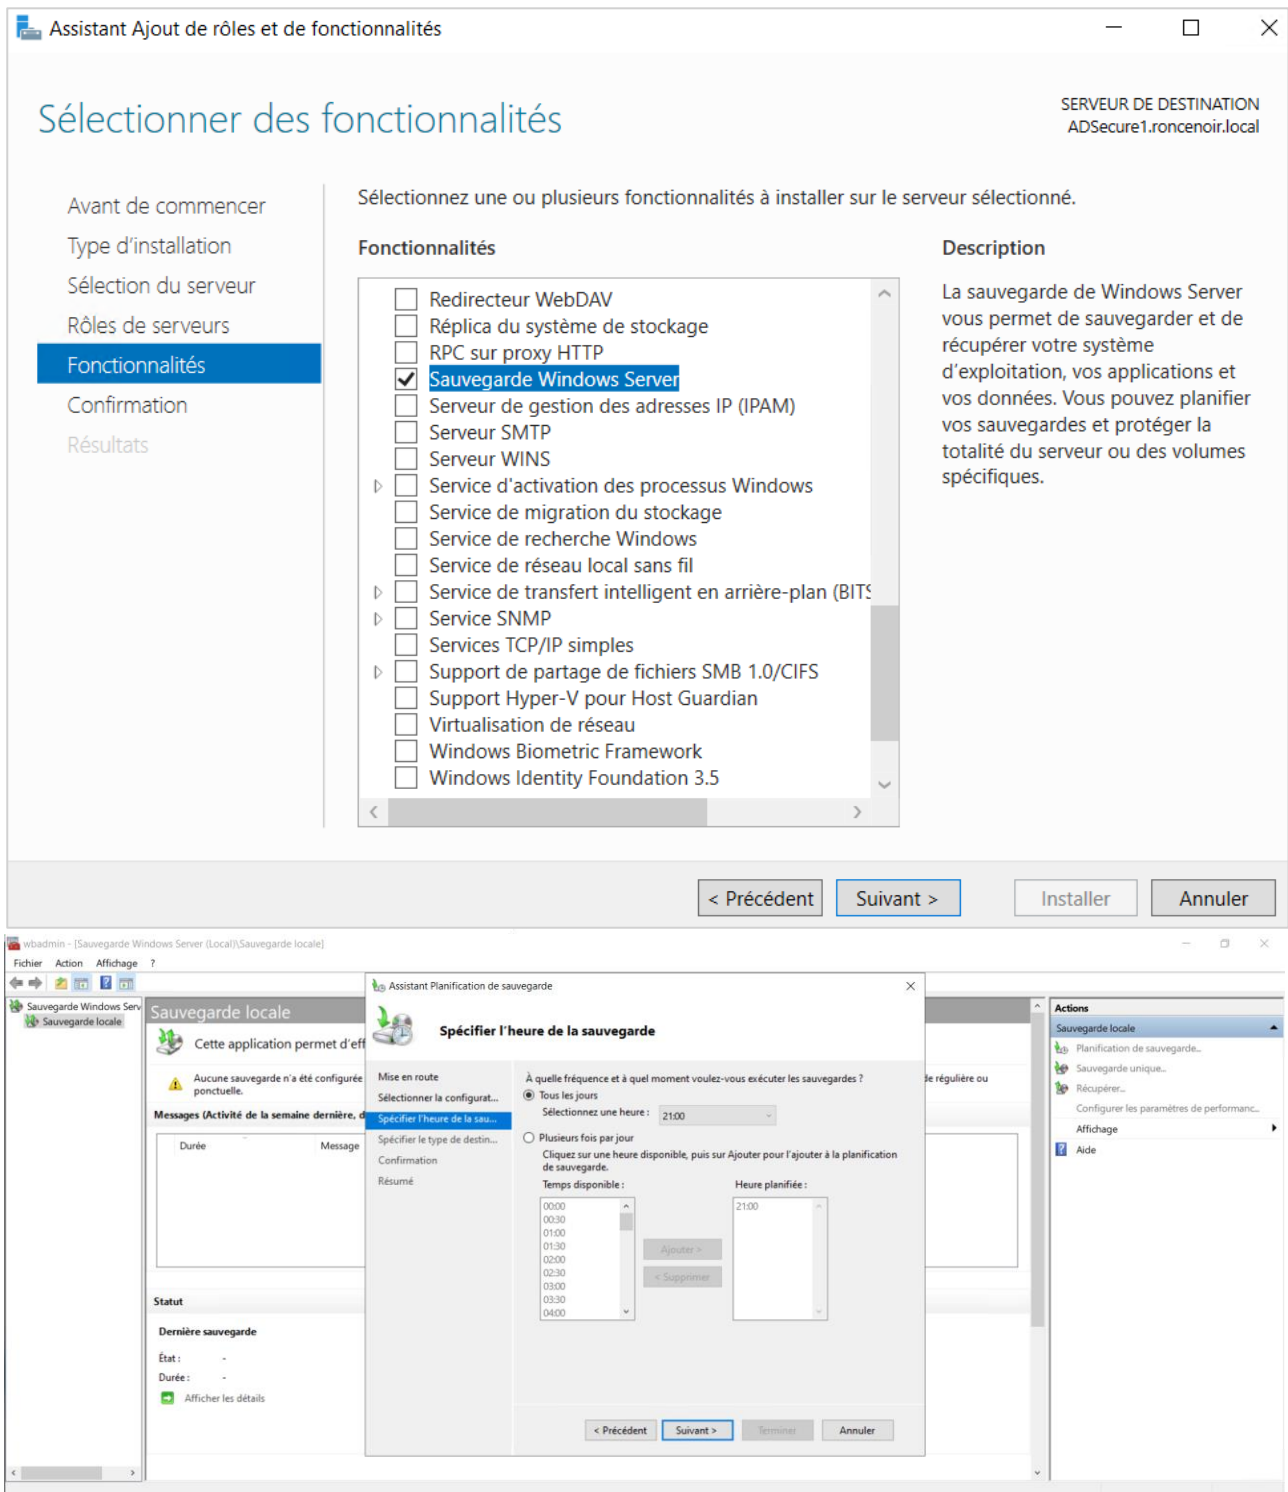 Assistant Ajout de rôles et de fonctionnalités
Sélectionner des fonctionnalités
SERVEUR DE DESTINATION
ADSecure1.roncenoir.local
Avant de commencer
Type d'installation
Sélection du serveur
Rôles de serveurs
Fonctionnalités
Confirmation
Résultats
Sélectionnez une ou plusieurs fonctionnalités à installer sur le serveur sélectionné.
Fonctionnalités
Redirecteur WebDAV
Réplica du système de stockage
RPC sur proxy HTTP
Sauvegarde Windows Server
Serveur de gestion des adresses IP (IPAM)
Serveur SMTP
Serveur WINS
Service d'activation des processus Windows
Service de migration du stockage
Service de recherche Windows
Service de réseau local sans fil
Service de transfert intelligent en arrière-plan (BITS
Service SNMP
Services TCP/IP simples
Support de partage de fichiers SMB 1.0/CIFS
Support Hyper-V pour Host Guardian
Virtualisation de réseau
Windows Biometric Framework
Windows Identity Foundation 3.5
Description
La sauvegarde de Windows Server
vous permet de sauvegarder et de
récupérer votre système
d'exploitation, vos applications et
vos données. Vous pouvez planifier
vos sauvegardes et protéger la
totalité du serveur ou des volumes
spécifiques.
< Précédent
Suivant >
Installer
Annuler
wbadmin - [Sauvegarde Windows Server (Local)\Sauvegarde locale]
Fichier Action Affichage ?
Sauvegarde Windows Serv
Sauvegarde locale
Sauvegarde locale
Cette application permet d'eff
Aucune sauvegarde n'a été configurée
ponctuelle.
de régulière ou
Messages (Activité de la semaine dernière, d
Durée Message
Statut
Dernière sauvegarde
État : -
Durée : -
Afficher les détails
Assistant Planification de sauvegarde
Spécifier l'heure de la sauvegarde
Mise en route
Sélectionner la configurat...
Spécifier l'heure de la sau...
Spécifier le type de destin...
Confirmation
Résumé
À quelle fréquence et à quel moment voulez-vous exécuter les sauvegardes ?
Tous les jours
Sélectionnez une heure : 21:00
Plusieurs fois par jour
Cliquez sur une heure disponible, puis sur Ajouter pour l'ajouter à la planification
de sauvegarde.
Temps disponible :
00:00
00:30
01:00
01:30
02:00
02:30
03:00
03:30
04:00
Ajouter >
< Supprimer
Heure planifiée :
21:00
< Précédent
Suivant >
Terminer
Annuler
Actions
Sauvegarde locale
Planification de sauvegarde...
Sauvegarde unique...
Récupérer...
Configurer les paramètres de performanc...
Affichage
Aide